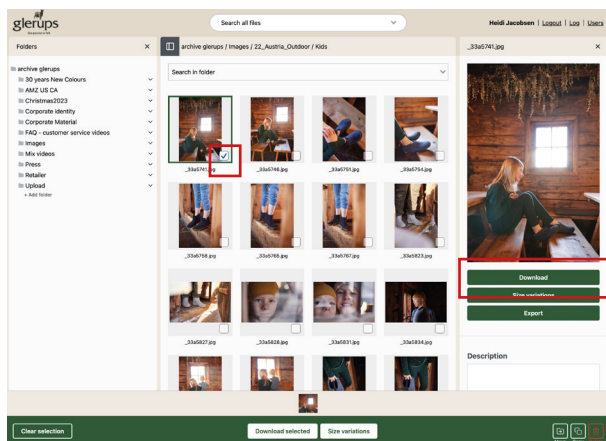 glerups
Search all files
Heidi Jacobsen | Logout | Log | Users
Folders
archive glerups / Images / 22_Austria_Outdoor / Kids
_33a5741.jpg
archive glerups
30 years New Colours
AMZ US CA
Christmas2023
Corporate identity
Corporate Material
FAQ - customer service videos
Images
Mix videos
Press
Retailer
Upload
+ Add folder
Search in folder
_33a5741.jpg
_33a5746.jpg
_33a5751.jpg
_33a5754.jpg
_33a5758.jpg
_33a5765.jpg
_33a5767.jpg
_33a5823.jpg
_33a5827.jpg
_33a5828.jpg
_33a5831.jpg
_33a5834.jpg
Download
Size variations
Export
Description
Clear selection
Download selected
Size variations